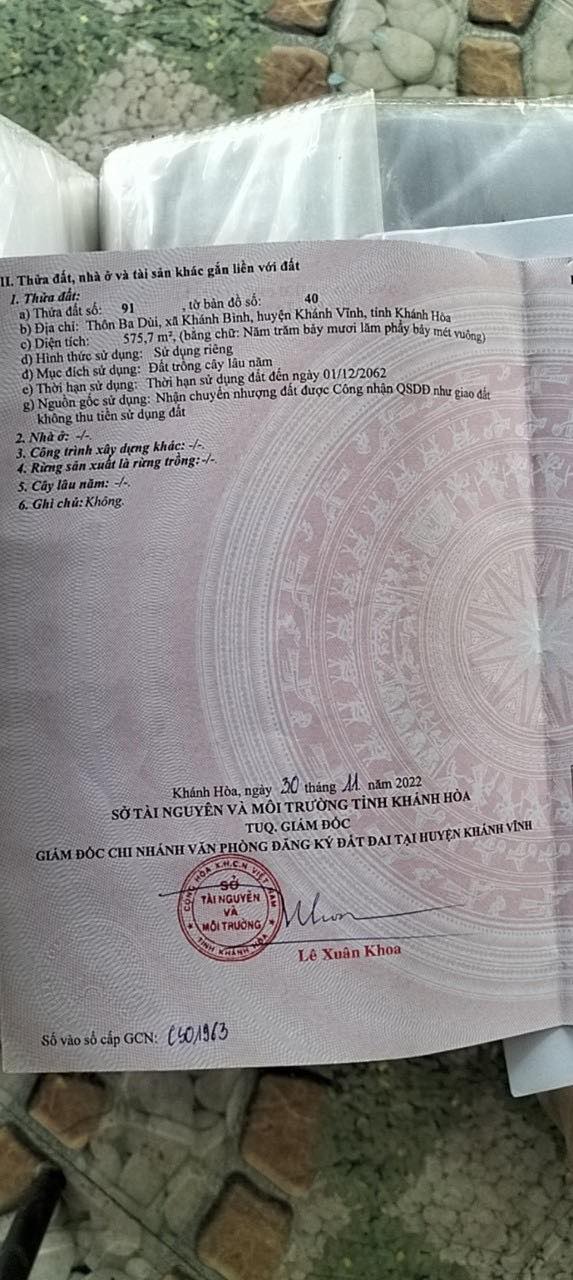 II. Thửa đất, nhà ở và tài sản khác gắn liền với đất
1. Thửa đất:
a) Thửa đất số: 91 , tờ bản đồ số: 40
b) Địa chỉ: Thôn Ba Dùi, xã Khánh Bình, huyện Khánh Vĩnh, tỉnh Khánh Hòa
c) Diện tích: 575,7 m², (bằng chữ: Năm trăm bảy mươi lăm phẩy bảy mét vuông)
d) Hình thức sử dụng: Sử dụng riêng
đ) Mục đích sử dụng: Đất trồng cây lâu năm
e) Thời hạn sử dụng: Thời hạn sử dụng đất đến ngày 01/12/2062
g) Nguồn gốc sử dụng: Nhận chuyển nhượng đất được Công nhận QSDĐ như giao đất
không thu tiền sử dụng đất
2. Nhà ở: -/-.
3. Công trình xây dựng khác: -/-.
4. Rừng sản xuất là rừng trồng: -/-.
5. Cây lâu năm: -/-.
6. Ghi chú: Không.
Khánh Hòa, ngày 30 tháng 11 năm 2022
SỞ TÀI NGUYÊN VÀ MÔI TRƯỜNG TỈNH KHÁNH HÒA
TUQ. GIÁM ĐỐC
GIÁM ĐỐC CHI NHÁNH VĂN PHÒNG ĐĂNG KÝ ĐẤT ĐAI TẠI HUYỆN KHÁNH VĨNH
CỘNG HÒA X.H.C.N VIỆT NAM
SỞ
TÀI NGUYÊN
VÀ
MÔI TRƯỜNG
TỈNH KHÁNH HÒA
Lê Xuân Khoa
Số vào sổ cấp GCN: CS01963